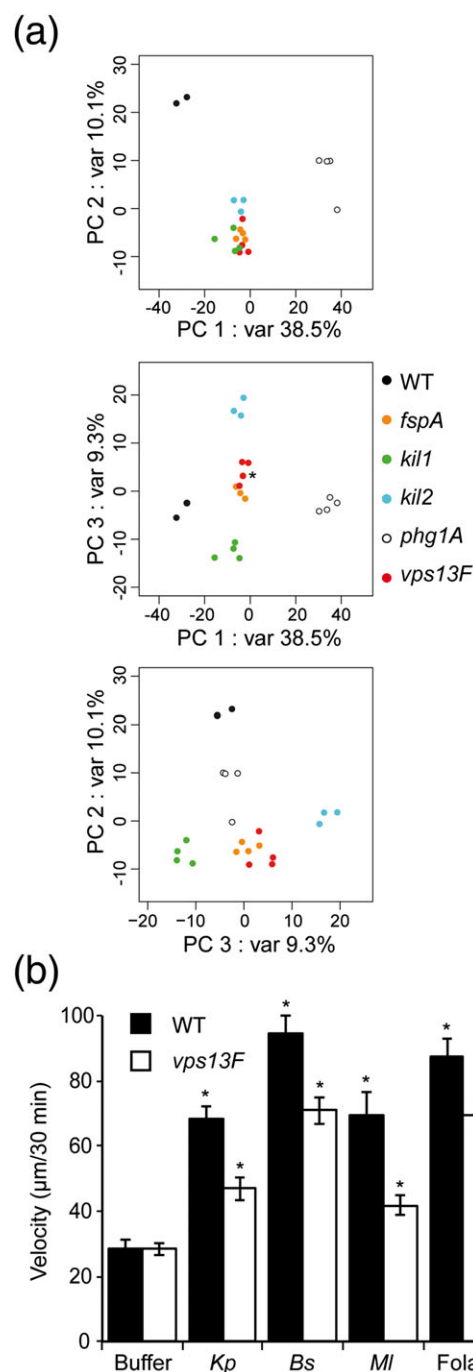 (a)
30
20
10
0
-10
PC 2 : var 10.1%
-40 -20 0 20 40
PC 1 : var 38.5%
20
10
0
-10
-20
PC 3 : var 9.3%
*
-40 -20 0 20 40
PC 1 : var 38.5%
WT
fspA
kil1
kil2
phg1A
vps13F
30
20
10
0
-10
PC 2 : var 10.1%
-20 -10 0 10 20
PC 3 : var 9.3%
(b)
100
80
60
40
20
0
Velocity (µm/30 min)
WT
vps13F
* * * * * * *
Buffer Kp Bs Ml Fola